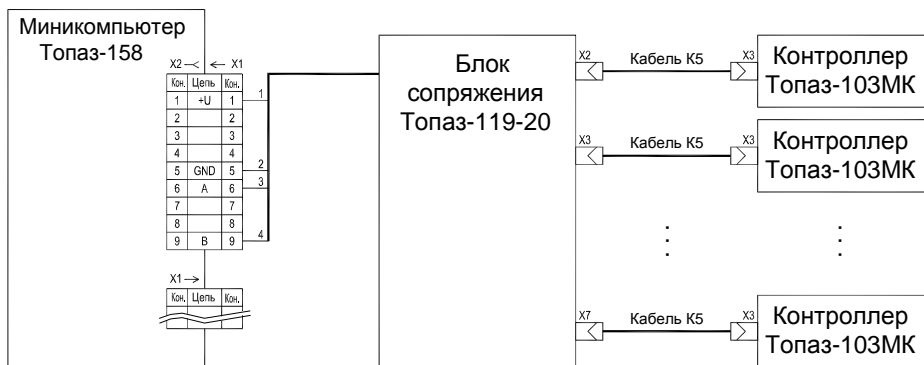 Миникомпьютер
Топаз-158
X2 X1
Кон. Цепь Кон.
1 +U 1
2 2
3 3
4 4
5 GND 5
6 A 6
7 7
8 8
9 B 9
1
2
3
4
X1
Кон. Цепь Кон.
Блок
сопряжения
Топаз-119-20
X2 Кабель К5 X3
Контроллер
Топаз-103МК
X3 Кабель К5 X3
Контроллер
Топаз-103МК
X7 Кабель К5 X3
Контроллер
Топаз-103МК